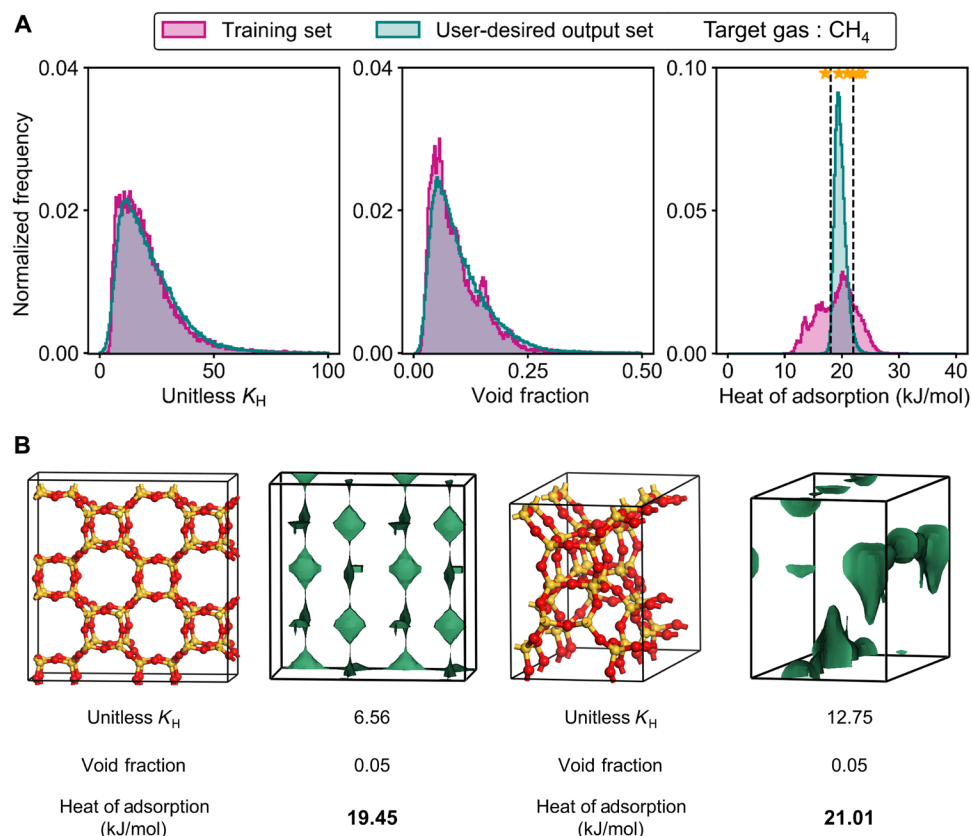 A
Training set
User-desired output set
Target gas : CH₄
Normalized frequency
0.04
0.02
0.00
0
50
100
Unitless K_H
0.04
0.02
0.00
0.00
0.25
0.50
Void fraction
0.10
0.05
0.00
0
10
20
30
40
Heat of adsorption (kJ/mol)
B
Unitless K_H 6.56 Unitless K_H 12.75
Void fraction 0.05 Void fraction 0.05
Heat of adsorption (kJ/mol) 19.45 Heat of adsorption (kJ/mol) 21.01